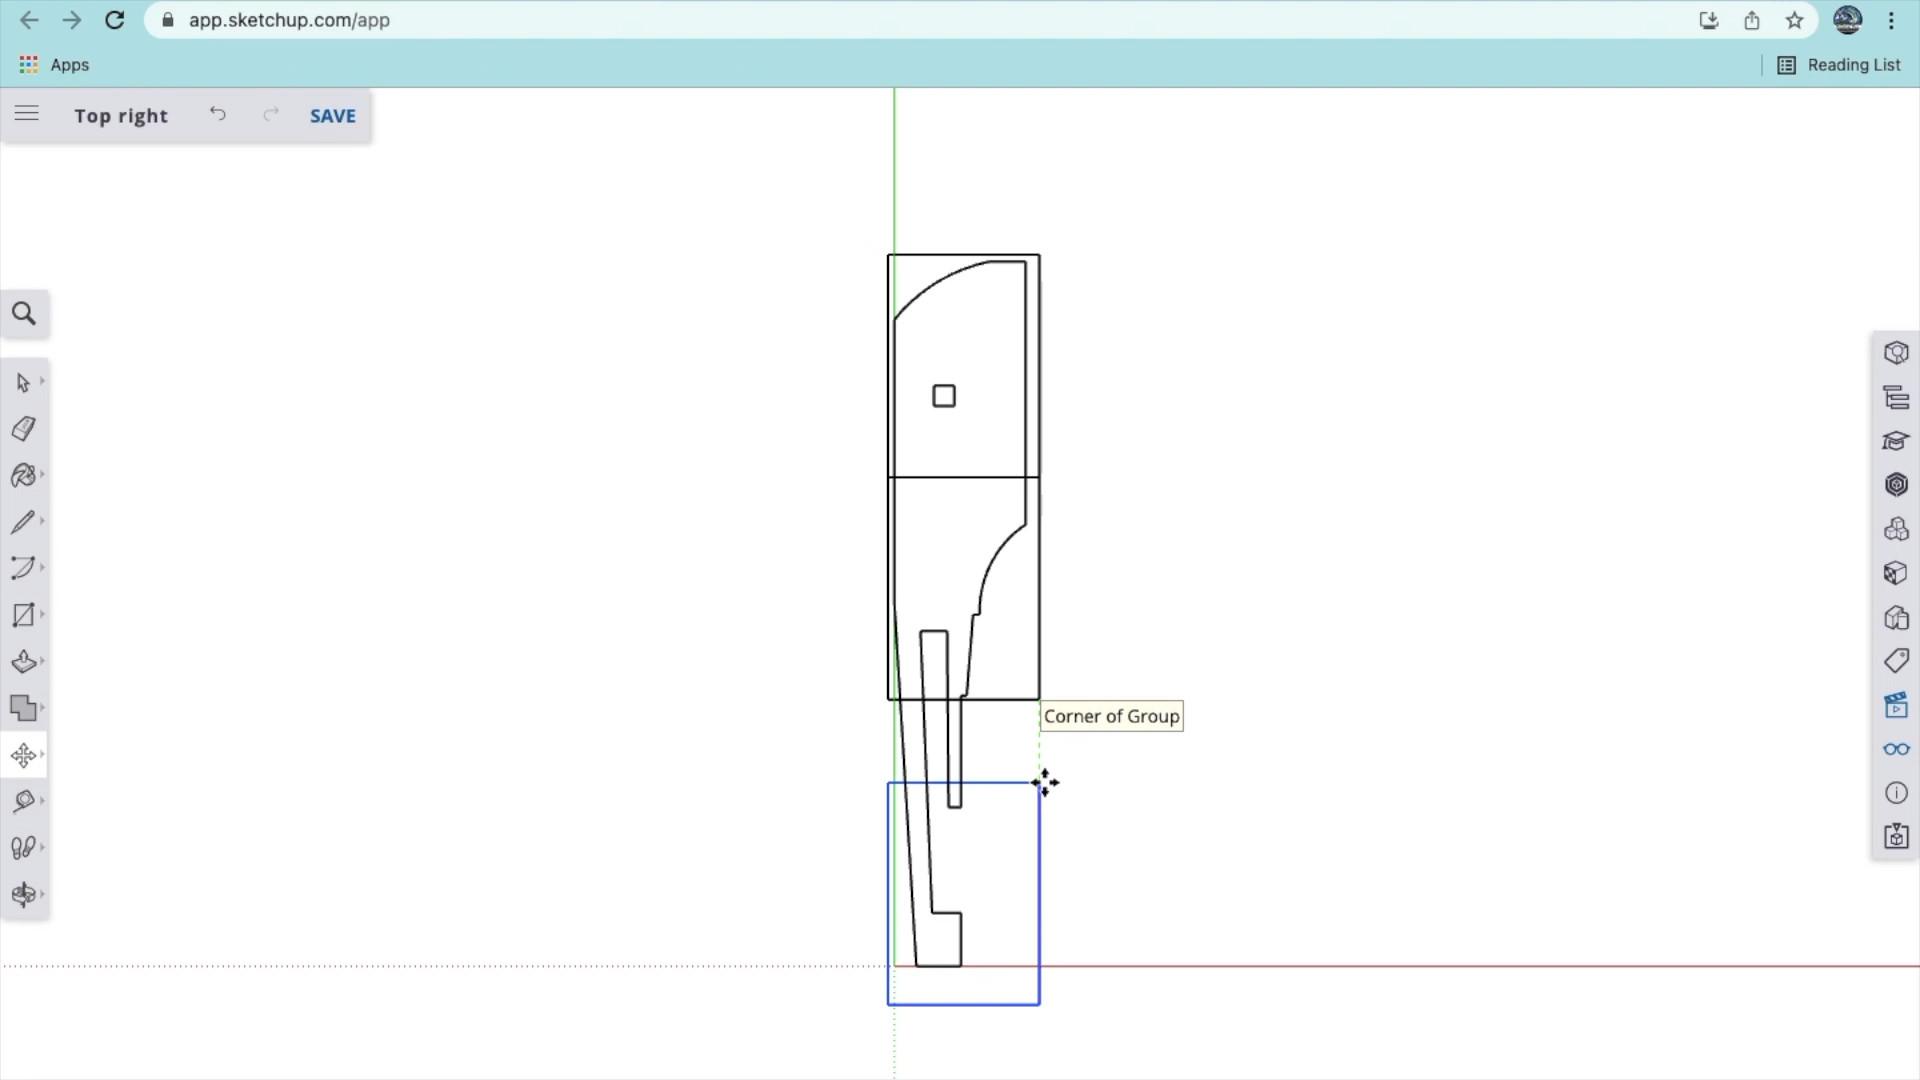 app.sketchup.com/app
Apps
Reading List
Top right
SAVE
Corner of Group